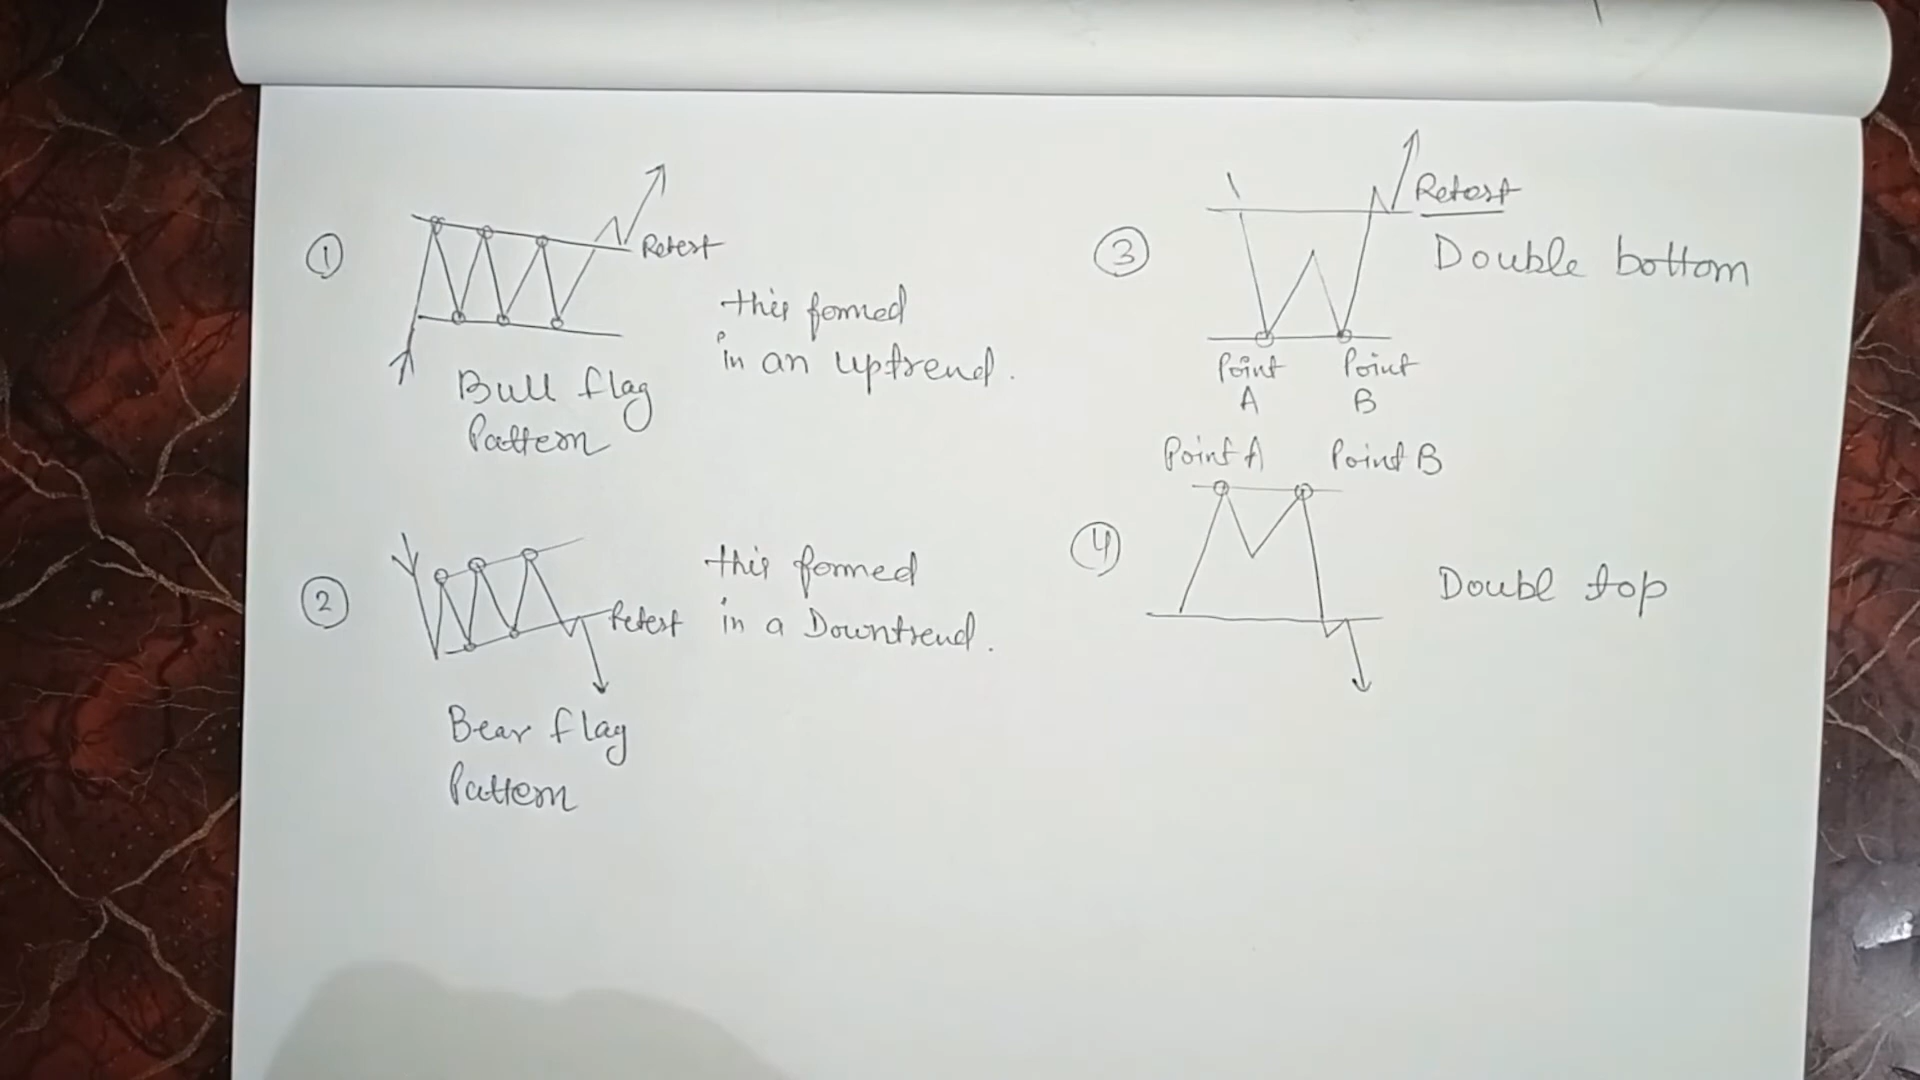 1
Retest
this formed
in an uptrend.
Bull flag
Pattern
2
this formed
Retest
in a Downtrend.
Bear flag
Pattern
3
Retest
Double bottom
Point
A
Point
B
Point A
Point B
4
Doubl top